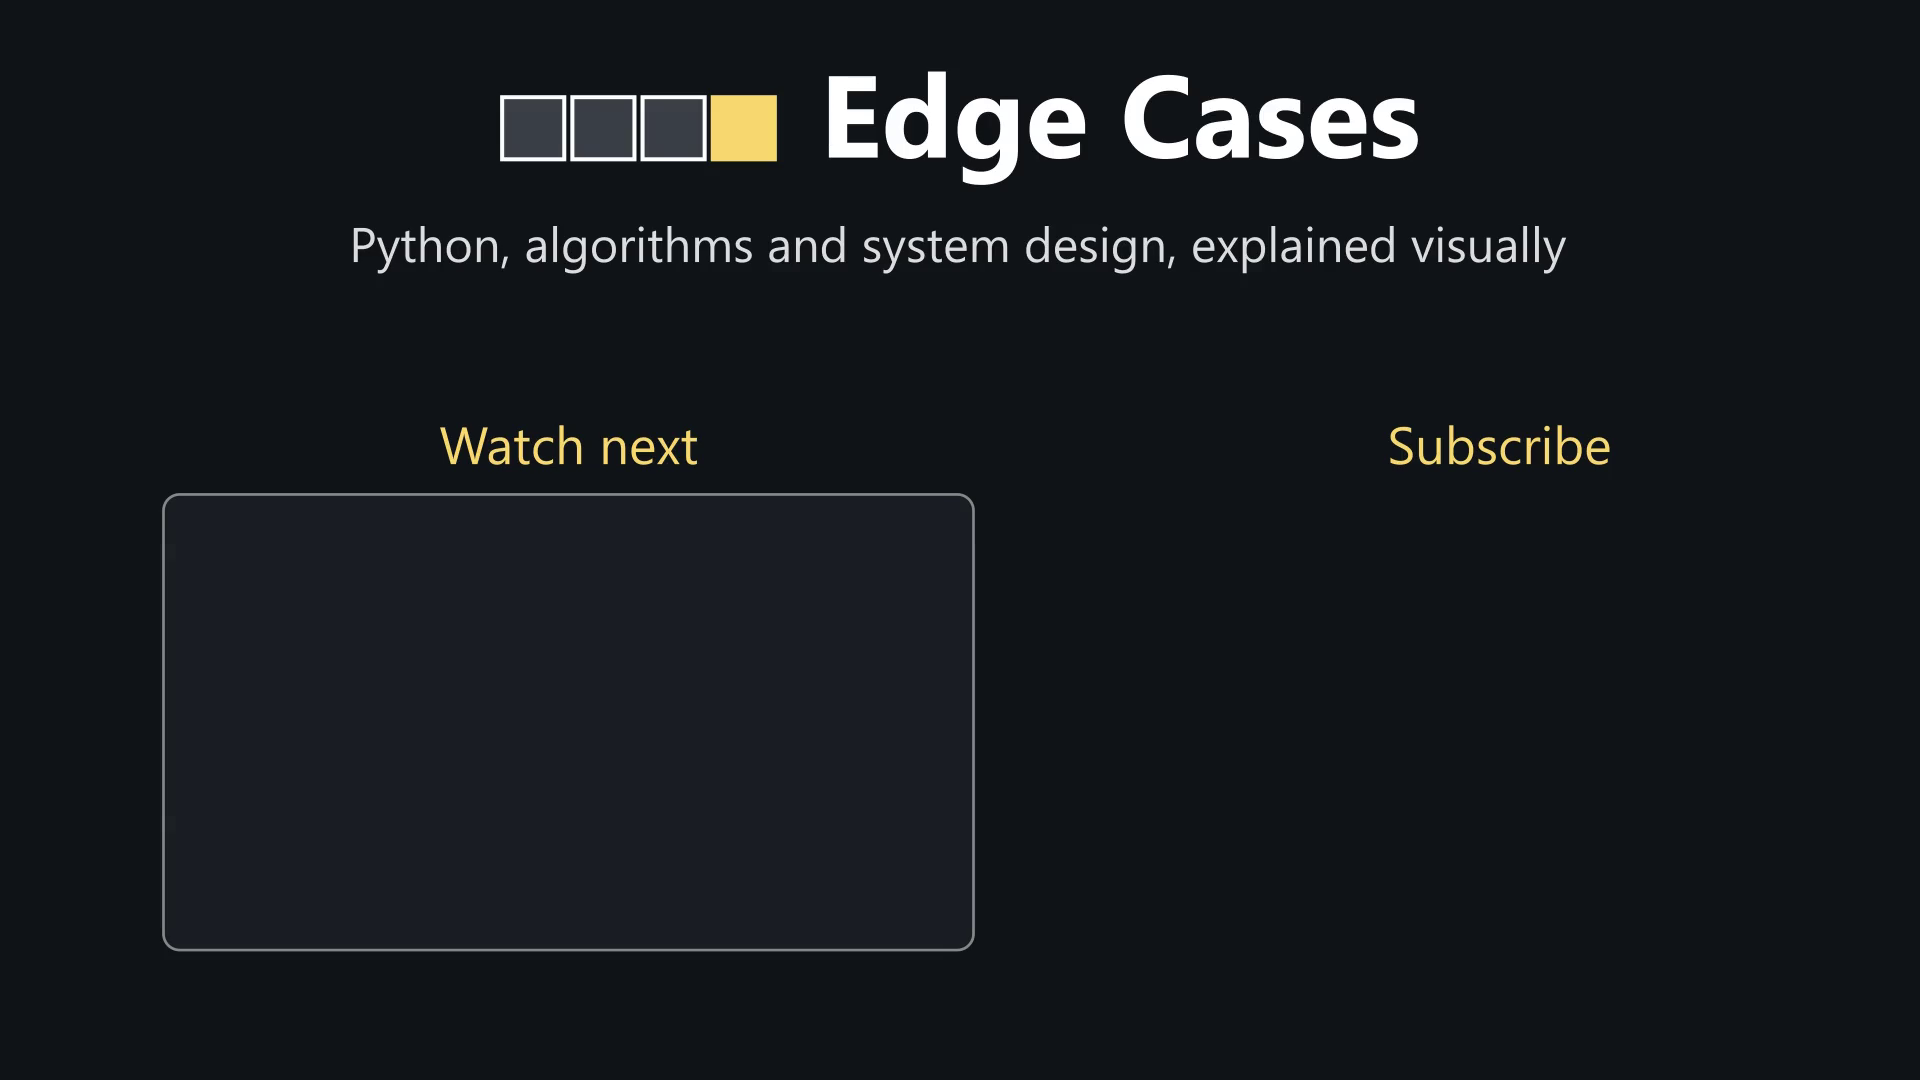 Edge Cases
Python, algorithms and system design, explained visually
Watch next
Subscribe